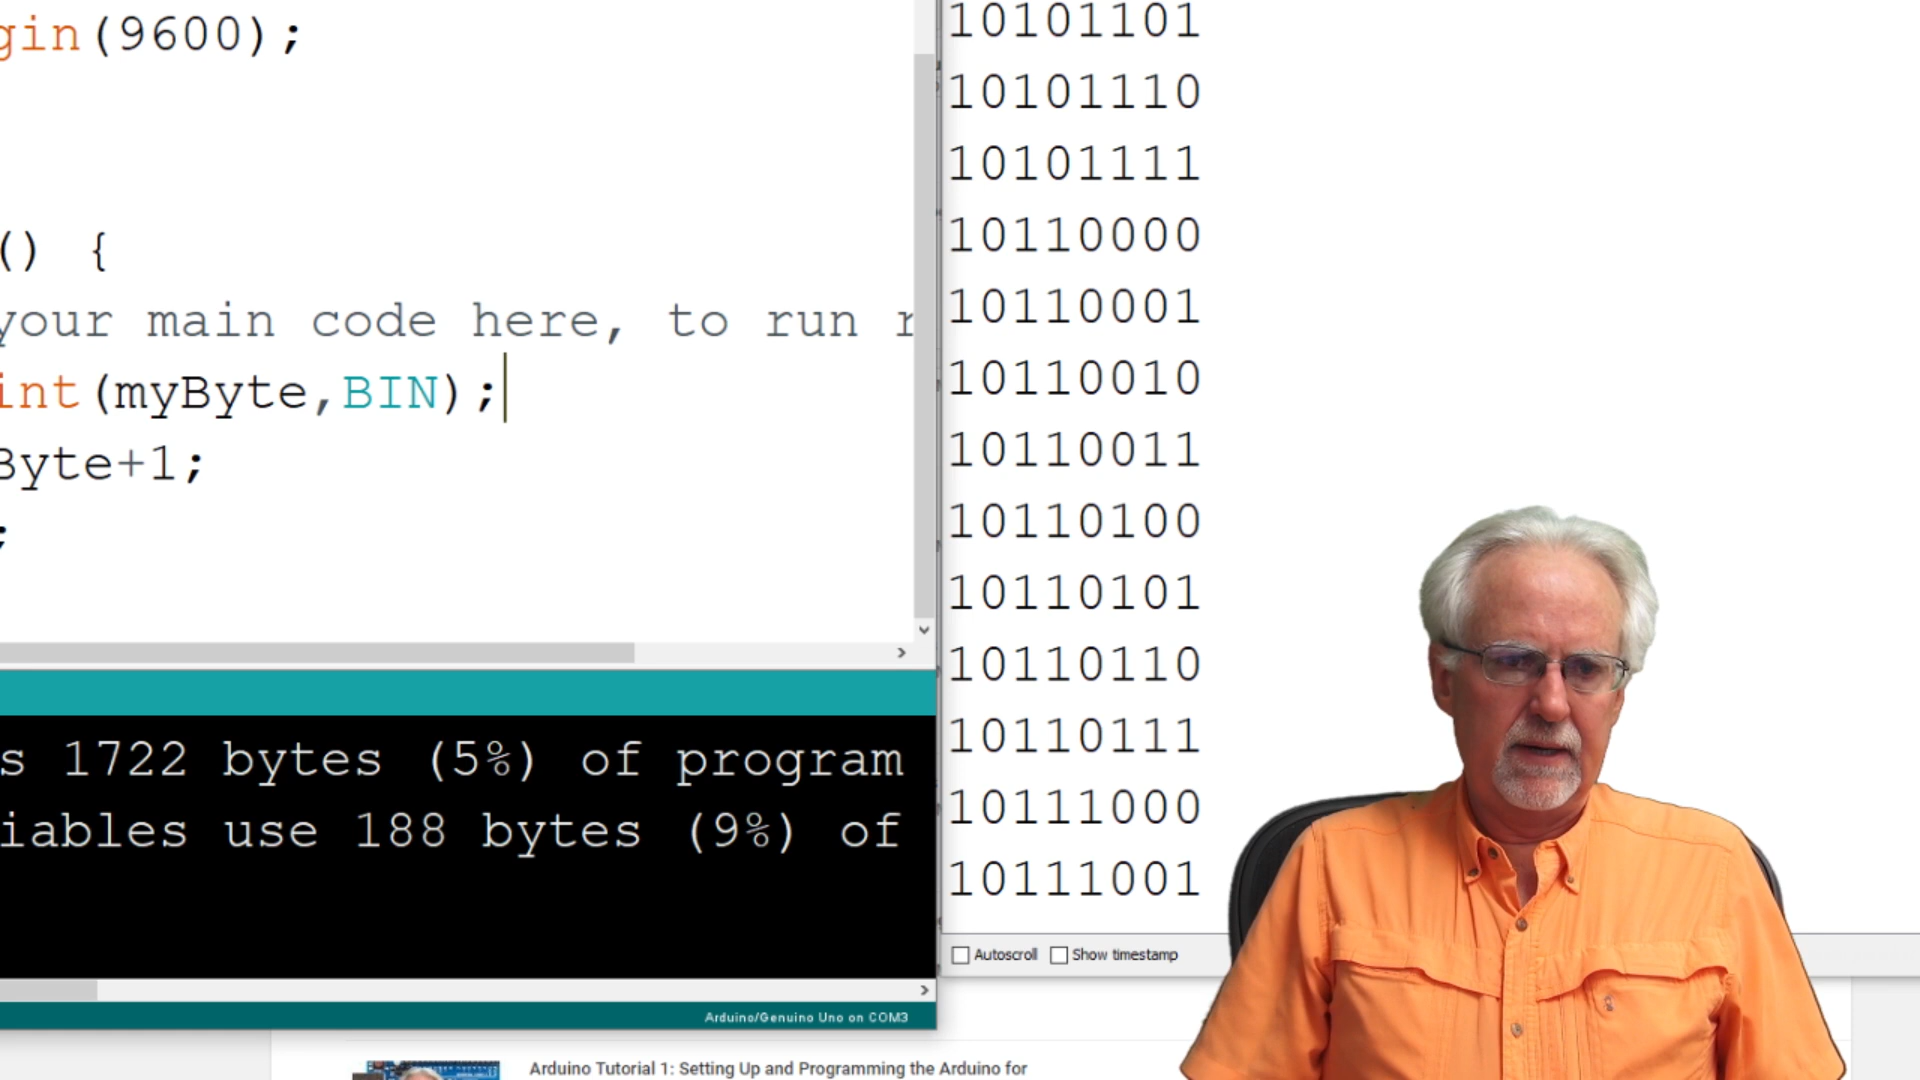 gin(9600);
() {
your main code here, to run r
int(myByte,BIN);
Byte+1;
;
s 1722 bytes (5%) of program
iables use 188 bytes (9%) of
Arduino/Genuino Uno on COM3
10101101
10101110
10101111
10110000
10110001
10110010
10110011
10110100
10110101
10110110
10110111
10111000
10111001
Autoscroll Show timestamp
Arduino Tutorial 1: Setting Up and Programming the Arduino for